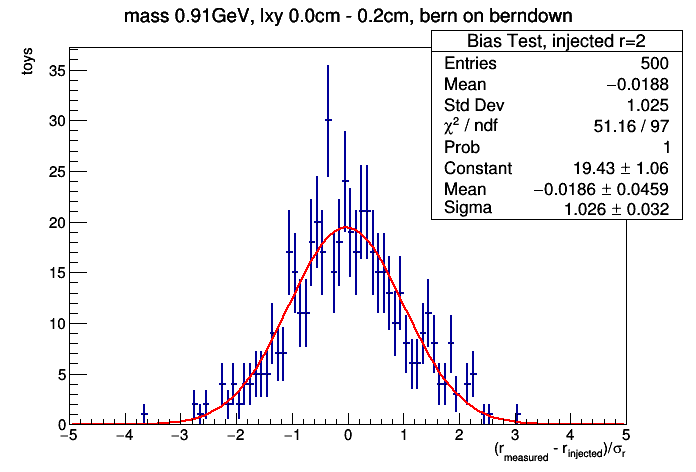 mass 0.91GeV, lxy 0.0cm - 0.2cm, bern on berndown
Bias Test, injected r=2
Entries 500
Mean −0.0188
Std Dev 1.025
χ² / ndf 51.16 / 97
Prob 1
Constant 19.43 ± 1.06
Mean −0.0186 ± 0.0459
Sigma 1.026 ± 0.032
toys
35
30
25
20
15
10
5
0
−5 −4 −3 −2 −1 0 1 2 3 4 5
(r_measured - r_injected)/σ_r